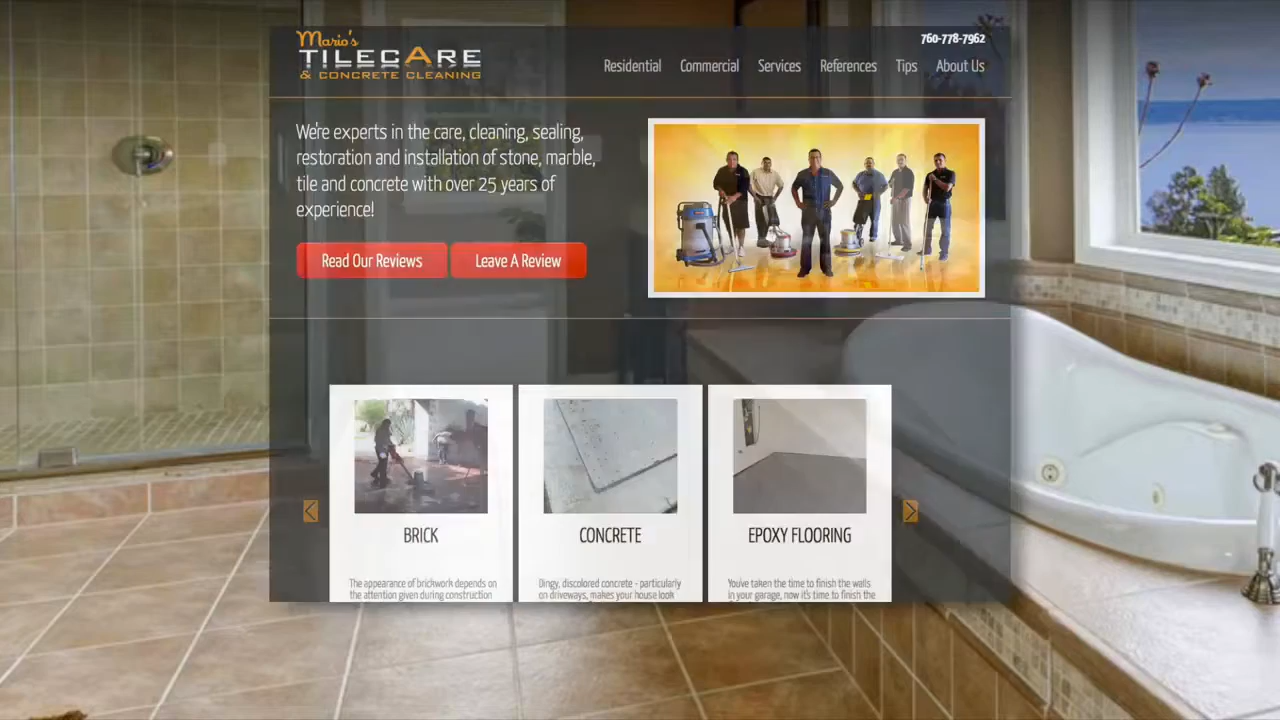 Mario's
TILECARE
& CONCRETE CLEANING
760-778-7962
Residential Commercial Services References Tips About Us
We're experts in the care, cleaning, sealing,
restoration and installation of stone, marble,
tile and concrete with over 25 years of
experience!
Read Our Reviews Leave A Review
BRICK
The appearance of brickwork depends on
the attention given during construction
CONCRETE
Dingy, discolored concrete - particularly
on driveways, makes your house look
EPOXY FLOORING
You've taken the time to finish the walls
in your garage, now it's time to finish the